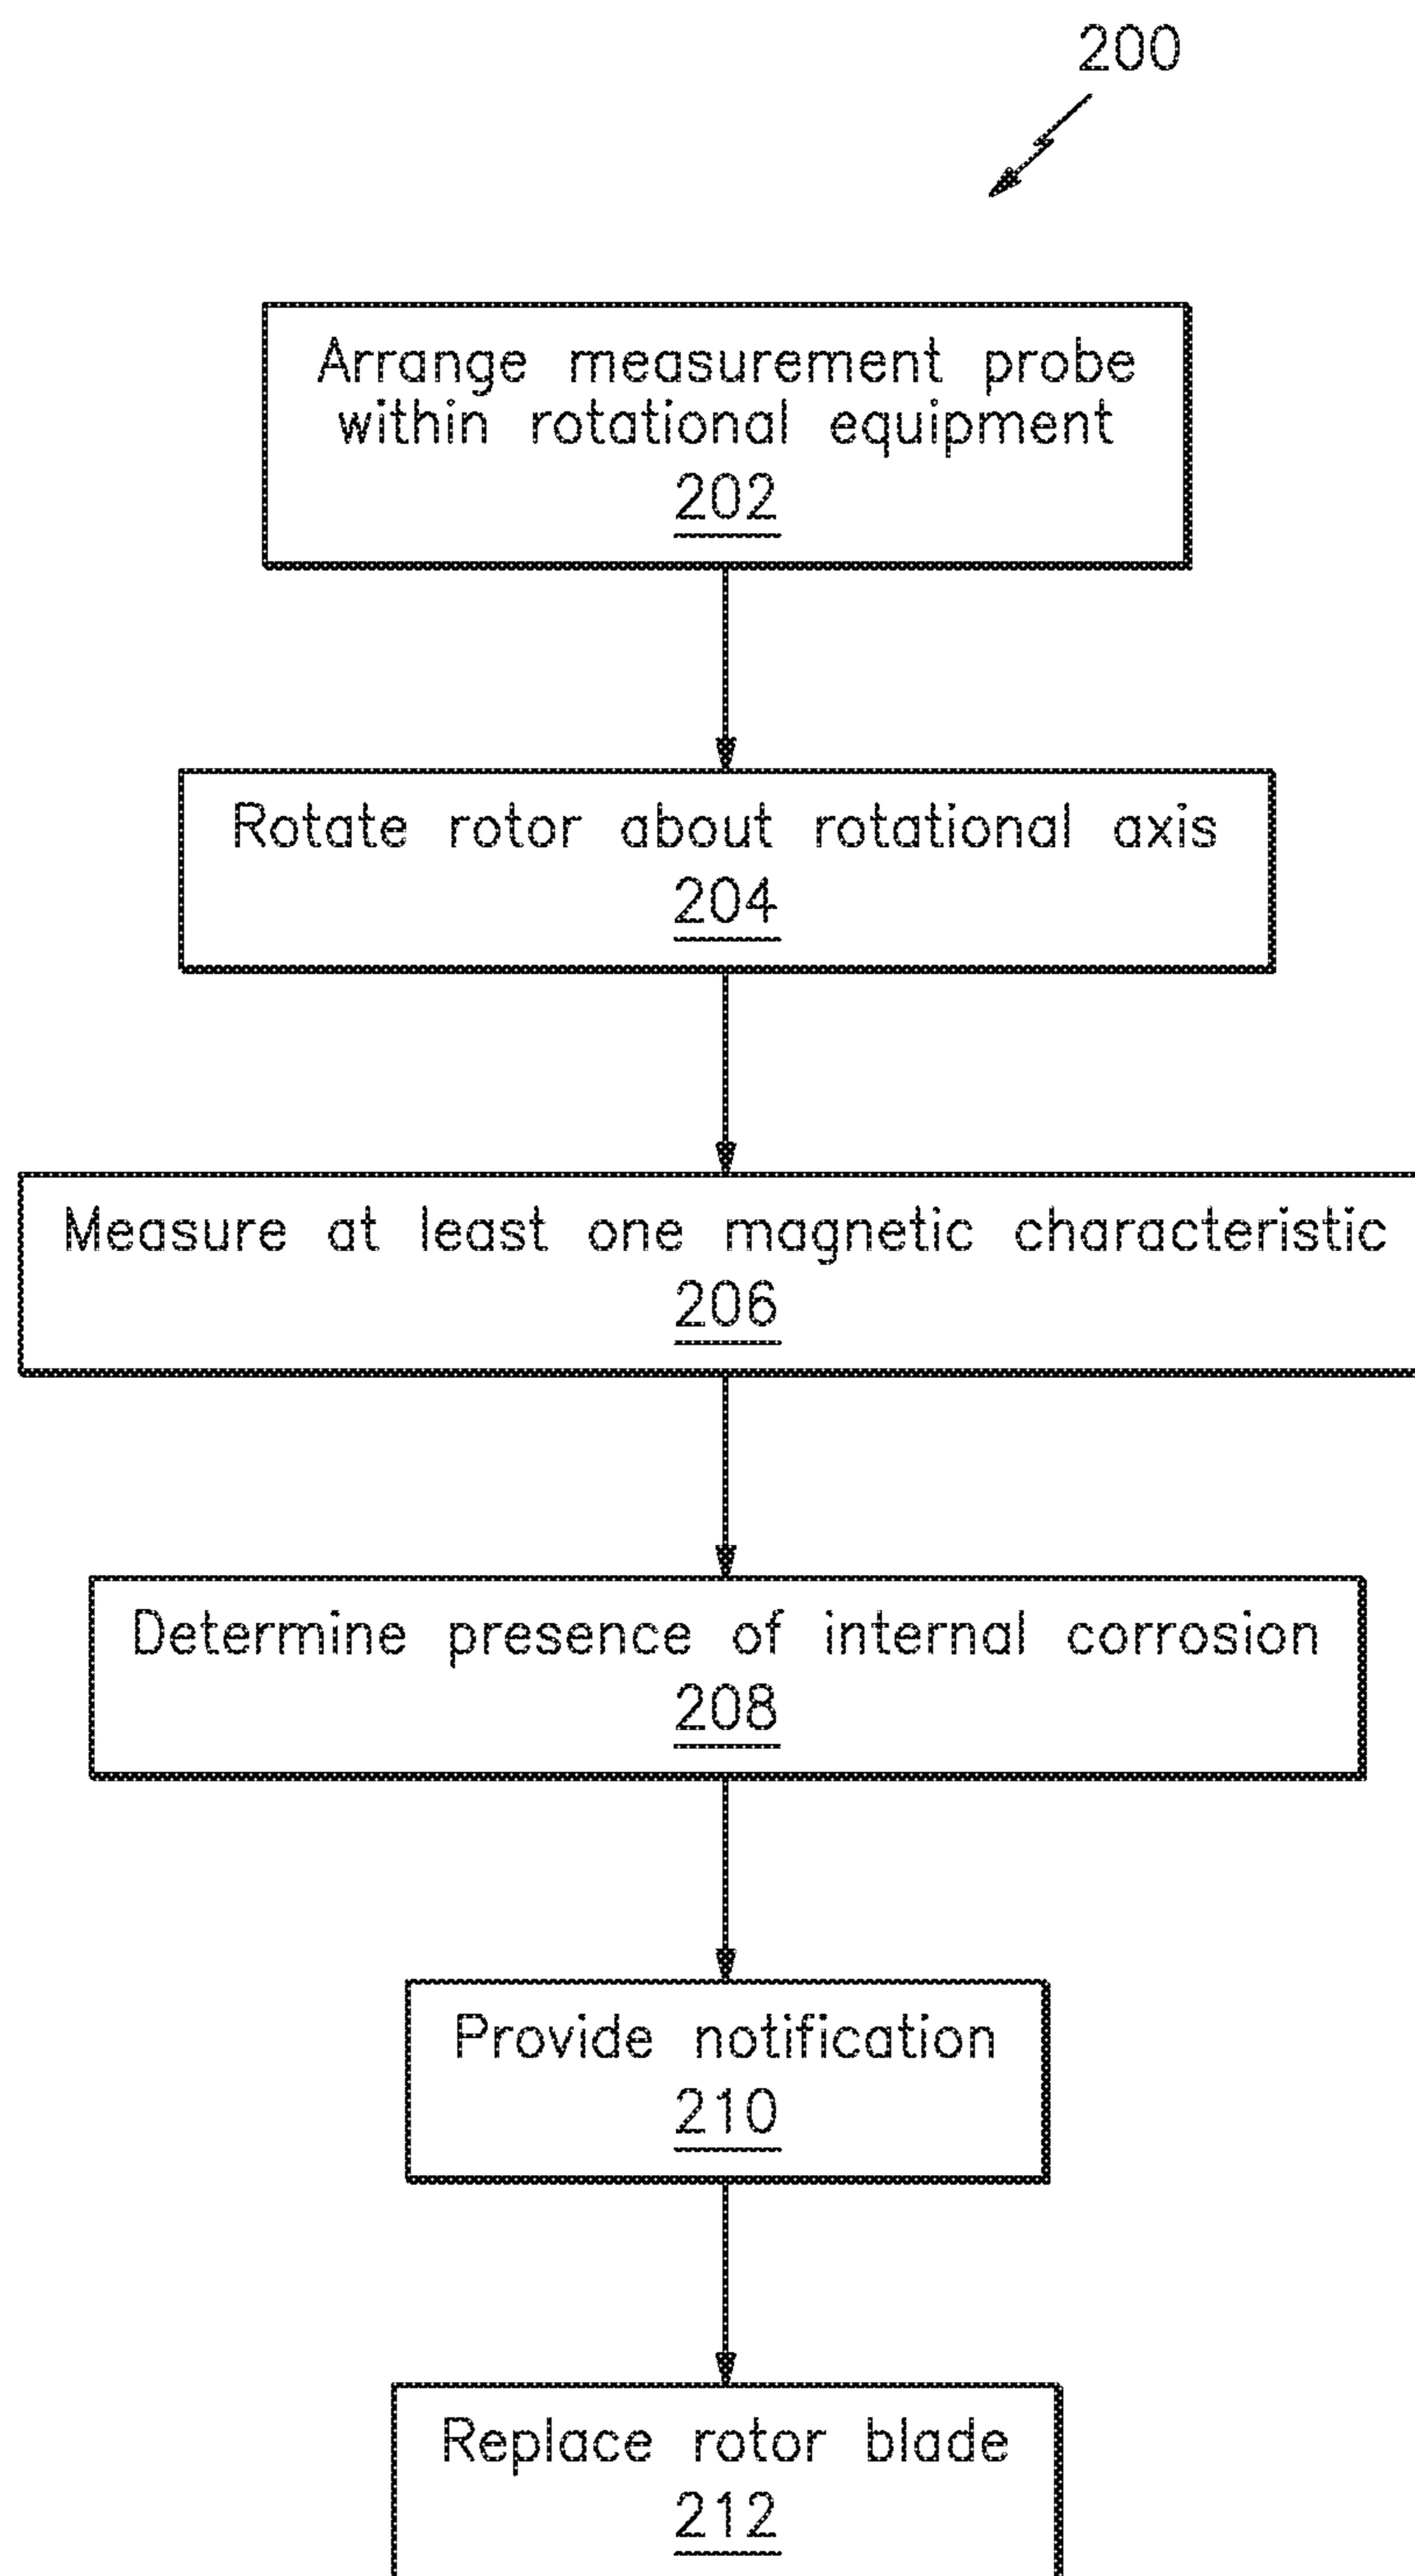 200
Arrange measurement probe
within rotational equipment
202
Rotate rotor about rotational axis
204
Measure at least one magnetic characteristic
206
Determine presence of internal corrosion
208
Provide notification
210
Replace rotor blade
212